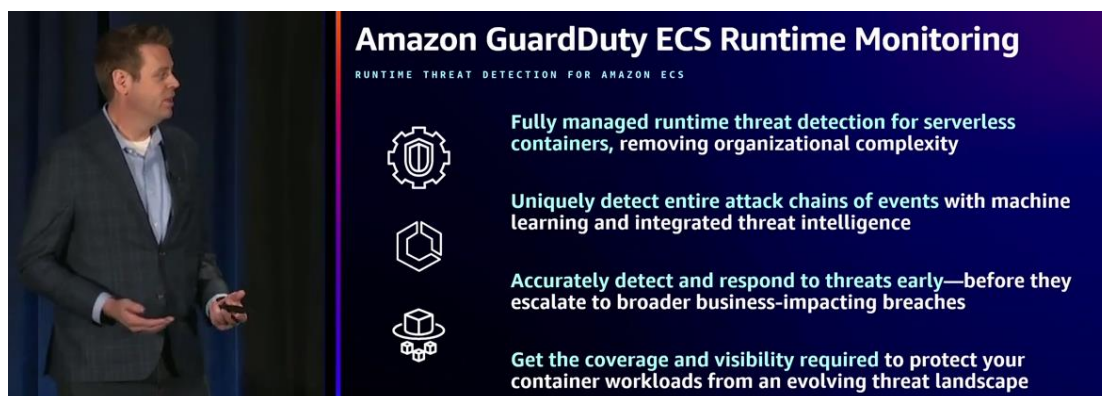 Amazon GuardDuty ECS Runtime Monitoring
RUNTIME THREAT DETECTION FOR AMAZON ECS
Fully managed runtime threat detection for serverless
containers, removing organizational complexity
Uniquely detect entire attack chains of events with machine
learning and integrated threat intelligence
Accurately detect and respond to threats early—before they
escalate to broader business-impacting breaches
Get the coverage and visibility required to protect your
container workloads from an evolving threat landscape